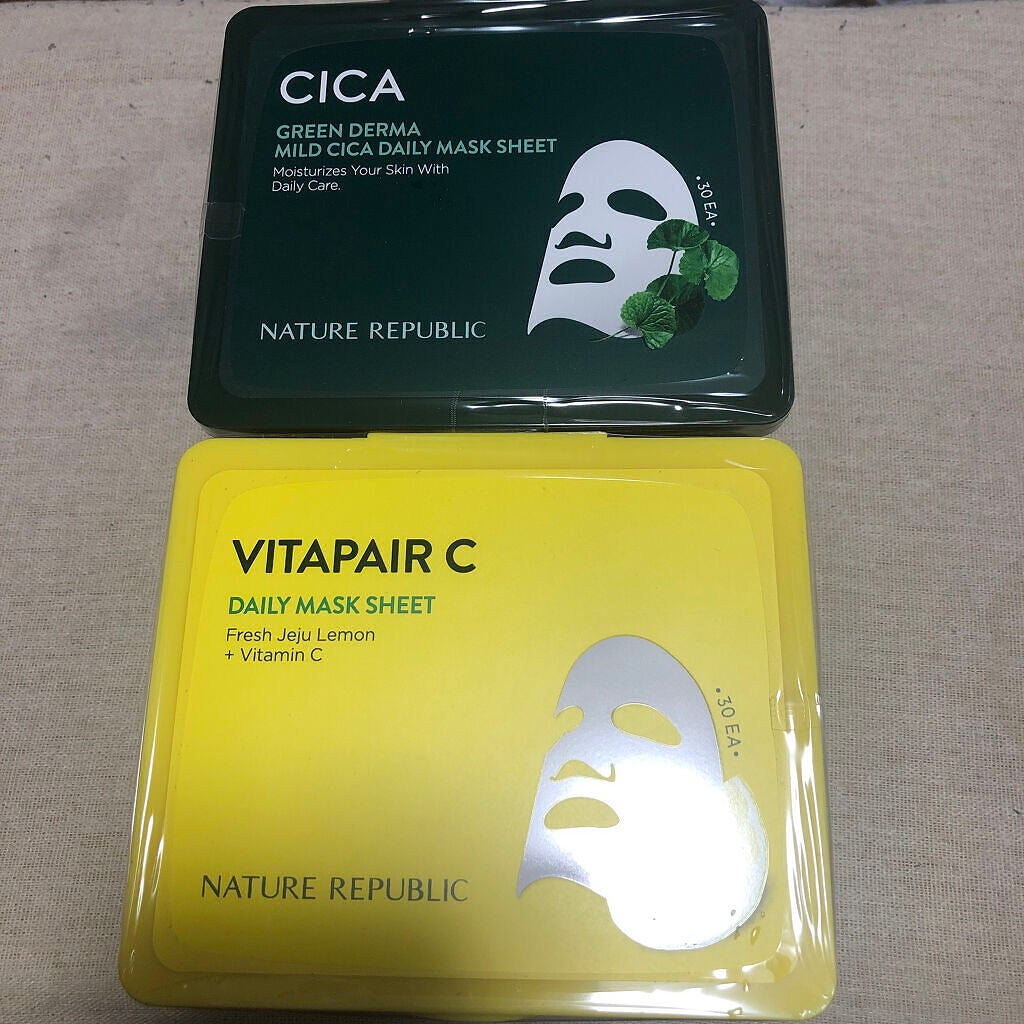 CICA
GREEN DERMA
MILD CICA DAILY MASK SHEET
Moisturizes Your Skin With
Daily Care.
• 30 EA •
NATURE REPUBLIC
VITAPAIR C
DAILY MASK SHEET
Fresh Jeju Lemon
+ Vitamin C
• 30 EA •
NATURE REPUBLIC